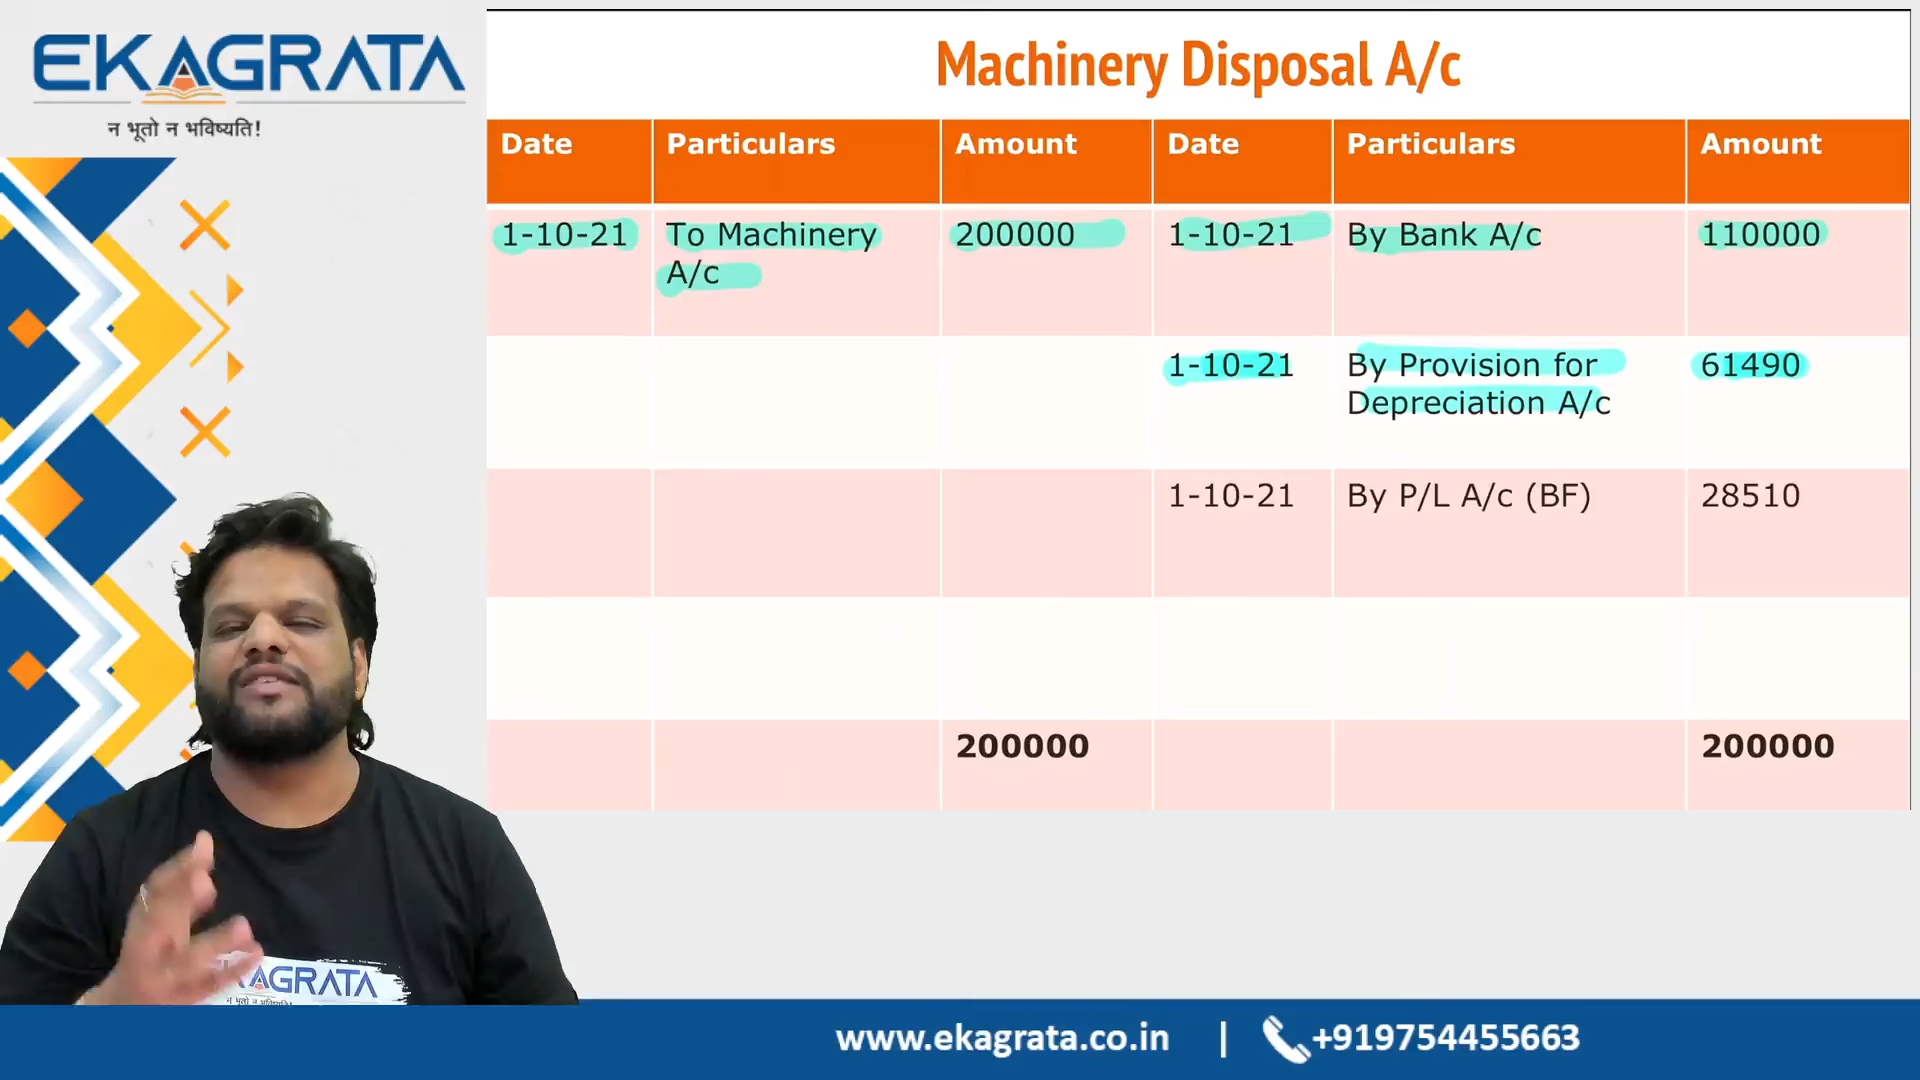 EKAGRATA
न भूतो न भविष्यति!
Machinery Disposal A/c
Date Particulars Amount Date Particulars Amount
1-10-21 To Machinery 200000 1-10-21 By Bank A/c 110000
A/c
1-10-21 By Provision for 61490
Depreciation A/c
1-10-21 By P/L A/c (BF) 28510
200000 200000
AGRATA
www.ekagrata.co.in | +919754455663